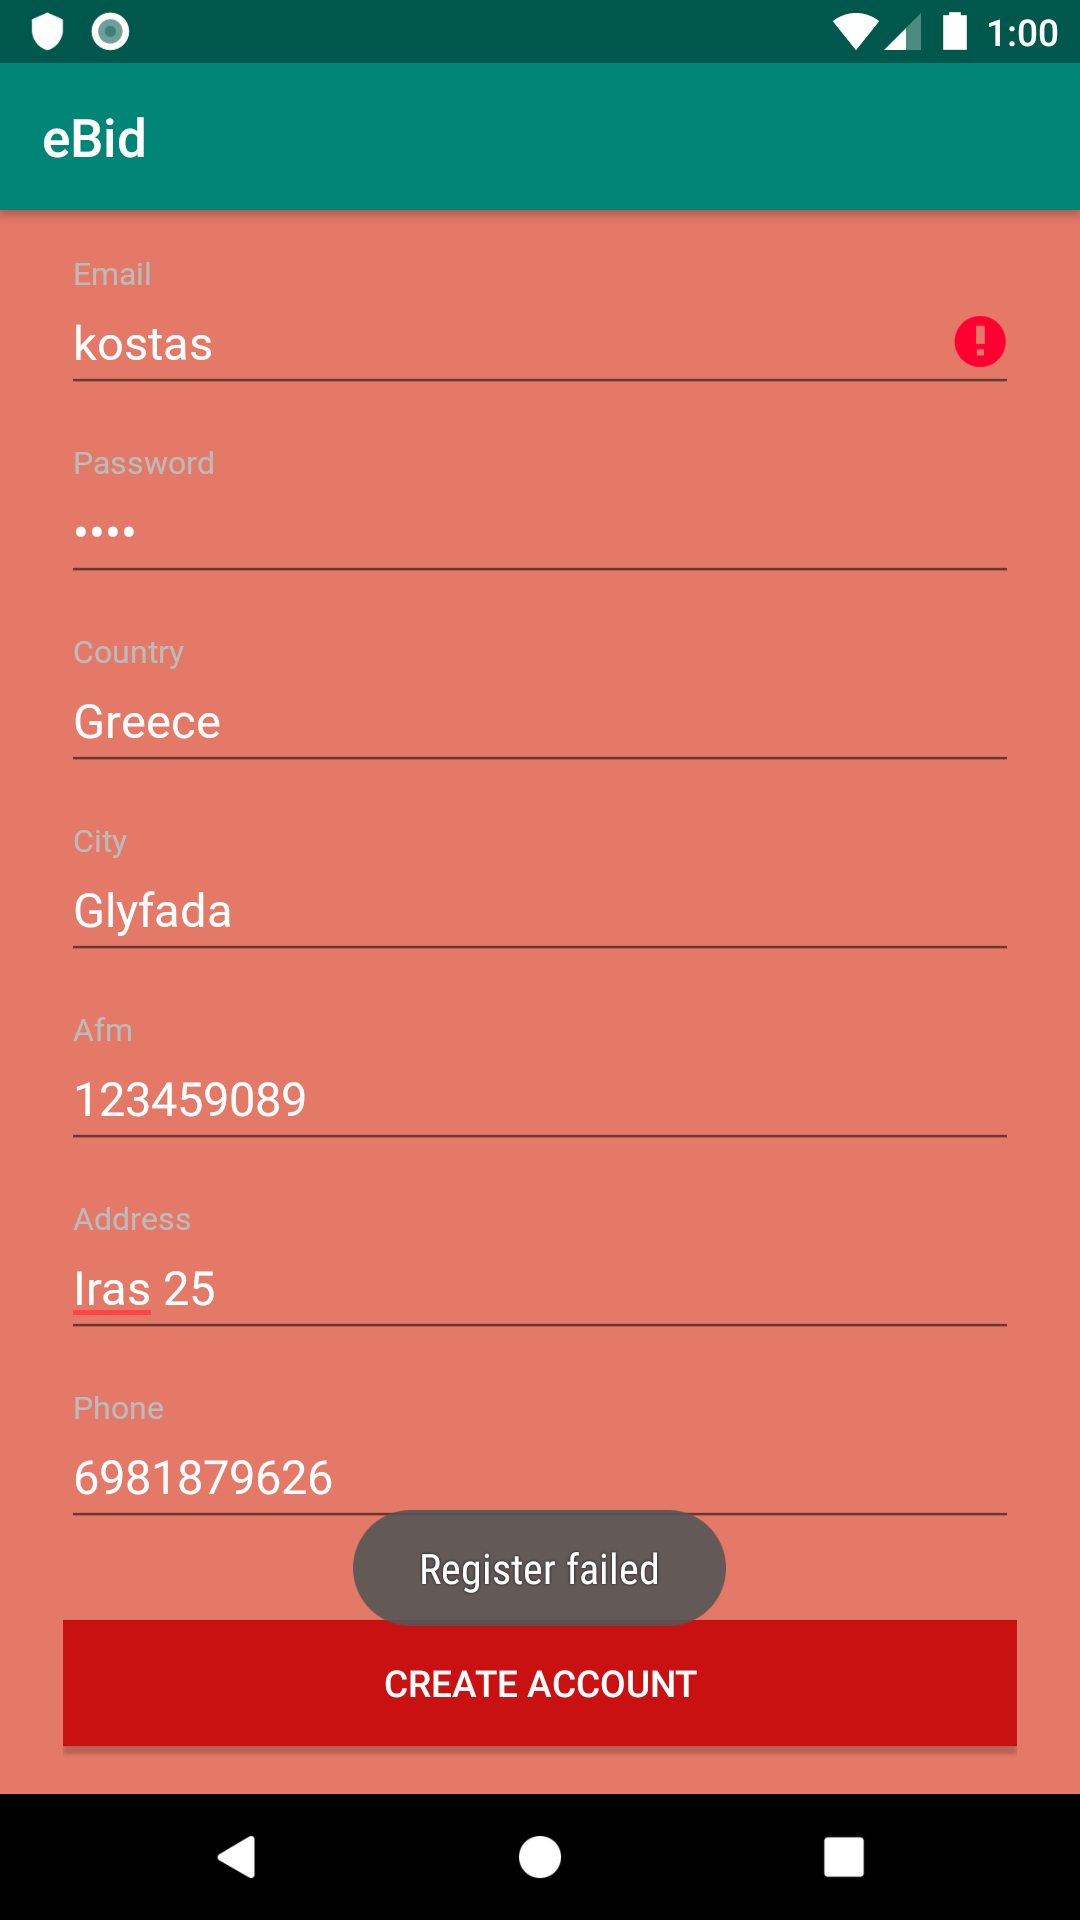 1:00
eBid
Email
kostas
Password
••••
Country
Greece
City
Glyfada
Afm
123459089
Address
Iras 25
Phone
6981879626
Register failed
CREATE ACCOUNT